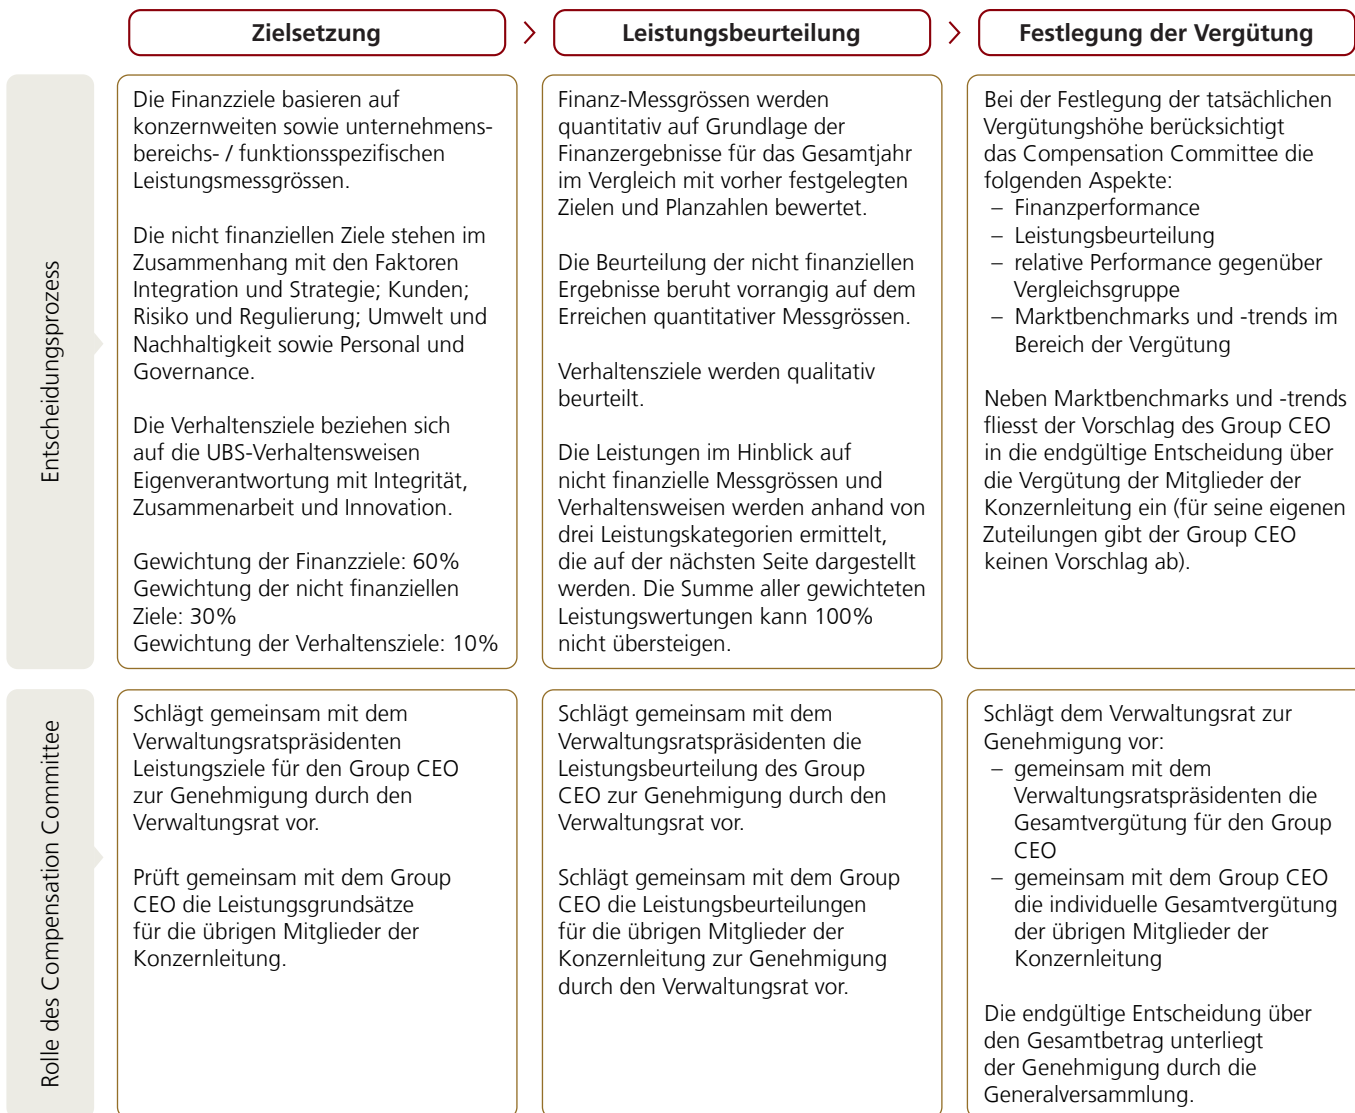 Zielsetzung
Leistungsbeurteilung
Festlegung der Vergütung
Entscheidungsprozess
Die Finanzziele basieren auf
konzernweiten sowie unternehmens-
bereichs- / funktionsspezifischen
Leistungsmessgrössen.
Die nicht finanziellen Ziele stehen im
Zusammenhang mit den Faktoren
Integration und Strategie; Kunden;
Risiko und Regulierung; Umwelt und
Nachhaltigkeit sowie Personal und
Governance.
Die Verhaltensziele beziehen sich
auf die UBS-Verhaltensweisen
Eigenverantwortung mit Integrität,
Zusammenarbeit und Innovation.
Gewichtung der Finanzziele: 60%
Gewichtung der nicht finanziellen
Ziele: 30%
Gewichtung der Verhaltensziele: 10%
Finanz-Messgrössen werden
quantitativ auf Grundlage der
Finanzergebnisse für das Gesamtjahr
im Vergleich mit vorher festgelegten
Zielen und Planzahlen bewertet.
Die Beurteilung der nicht finanziellen
Ergebnisse beruht vorrangig auf dem
Erreichen quantitativer Messgrössen.
Verhaltensziele werden qualitativ
beurteilt.
Die Leistungen im Hinblick auf
nicht finanzielle Messgrössen und
Verhaltensweisen werden anhand von
drei Leistungskategorien ermittelt,
die auf der nächsten Seite dargestellt
werden. Die Summe aller gewichteten
Leistungswertungen kann 100%
nicht übersteigen.
Bei der Festlegung der tatsächlichen
Vergütungshöhe berücksichtigt
das Compensation Committee die
folgenden Aspekte:
– Finanzperformance
– Leistungsbeurteilung
– relative Performance gegenüber
Vergleichsgruppe
– Marktbenchmarks und -trends im
Bereich der Vergütung
Neben Marktbenchmarks und -trends
fliesst der Vorschlag des Group CEO
in die endgültige Entscheidung über
die Vergütung der Mitglieder der
Konzernleitung ein (für seine eigenen
Zuteilungen gibt der Group CEO
keinen Vorschlag ab).
Rolle des Compensation Committee
Schlägt gemeinsam mit dem
Verwaltungsratspräsidenten
Leistungsziele für den Group CEO
zur Genehmigung durch den
Verwaltungsrat vor.
Prüft gemeinsam mit dem Group
CEO die Leistungsgrundsätze
für die übrigen Mitglieder der
Konzernleitung.
Schlägt gemeinsam mit dem
Verwaltungsratspräsidenten die
Leistungsbeurteilung des Group
CEO zur Genehmigung durch den
Verwaltungsrat vor.
Schlägt gemeinsam mit dem Group
CEO die Leistungsbeurteilungen
für die übrigen Mitglieder der
Konzernleitung zur Genehmigung
durch den Verwaltungsrat vor.
Schlägt dem Verwaltungsrat zur
Genehmigung vor:
– gemeinsam mit dem
Verwaltungsratspräsidenten die
Gesamtvergütung für den Group
CEO
– gemeinsam mit dem Group CEO
die individuelle Gesamtvergütung
der übrigen Mitglieder der
Konzernleitung
Die endgültige Entscheidung über
den Gesamtbetrag unterliegt
der Genehmigung durch die
Generalversammlung.